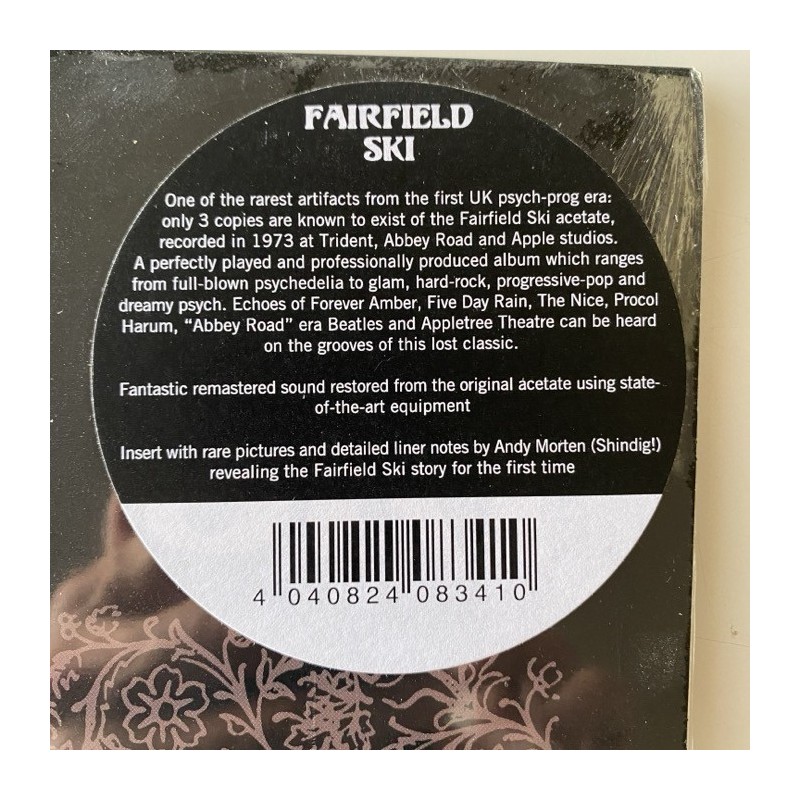 FAIRFIELD
SKI
One of the rarest artifacts from the first UK psych-prog era:
only 3 copies are known to exist of the Fairfield Ski acetate,
recorded in 1973 at Trident, Abbey Road and Apple studios.
A perfectly played and professionally produced album which ranges
from full-blown psychedelia to glam, hard-rock, progressive-pop and
dreamy psych. Echoes of Forever Amber, Five Day Rain, The Nice, Procol
Harum, “Abbey Road” era Beatles and Appletree Theatre can be heard
on the grooves of this lost classic.
Fantastic remastered sound restored from the original acetate using state-
of-the-art equipment
Insert with rare pictures and detailed liner notes by Andy Morten (Shindig!)
revealing the Fairfield Ski story for the first time
4 040824 083410